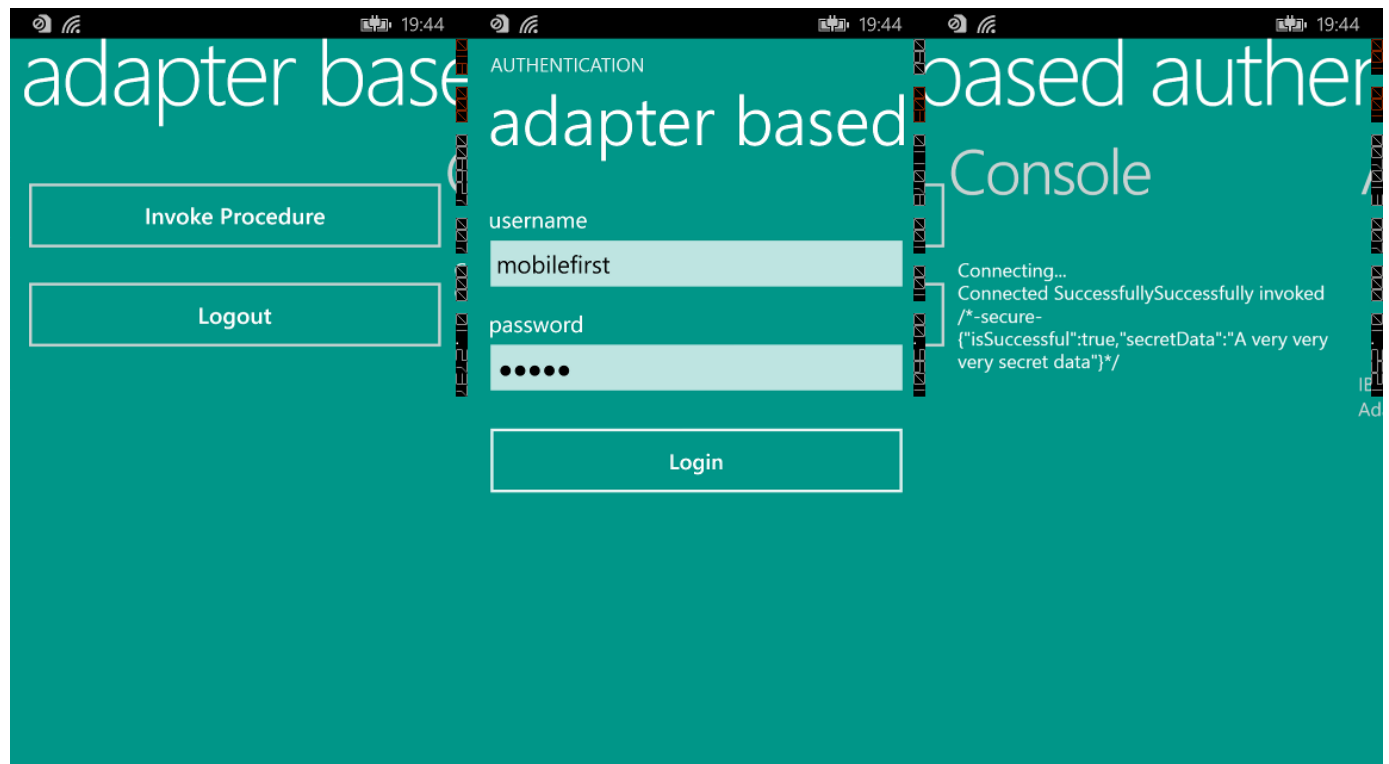 19:44
adapter base
Invoke Procedure
Logout
19:44
AUTHENTICATION
adapter based
username
mobilefirst
password
Login
19:44
based auther
Console
Connecting...
Connected SuccessfullySuccessfully invoked
/*-secure-
{"isSuccessful":true,"secretData":"A very very
very secret data"}*/
Ad